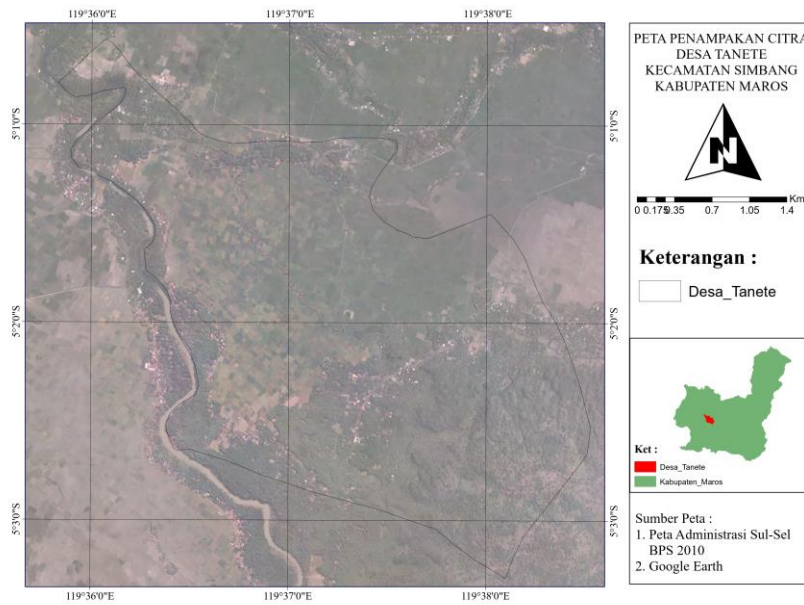 119°36'0"E
119°37'0"E
119°38'0"E
5°1'0"S
5°2'0"S
5°3'0"S
5°1'0"S
5°2'0"S
5°3'0"S
119°36'0"E
119°37'0"E
119°38'0"E
PETA PENAMPAKAN CITRA
DESA TANETE
KECAMATAN SIMBANG
KABUPATEN MAROS
N
Km
0 0.175 0.35 0.7 1.05 1.4
Keterangan :
Desa_Tanete
Ket :
Desa_Tanete
Kabupaten_Maros
Sumber Peta :
1. Peta Administrasi Sul-Sel
BPS 2010
2. Google Earth